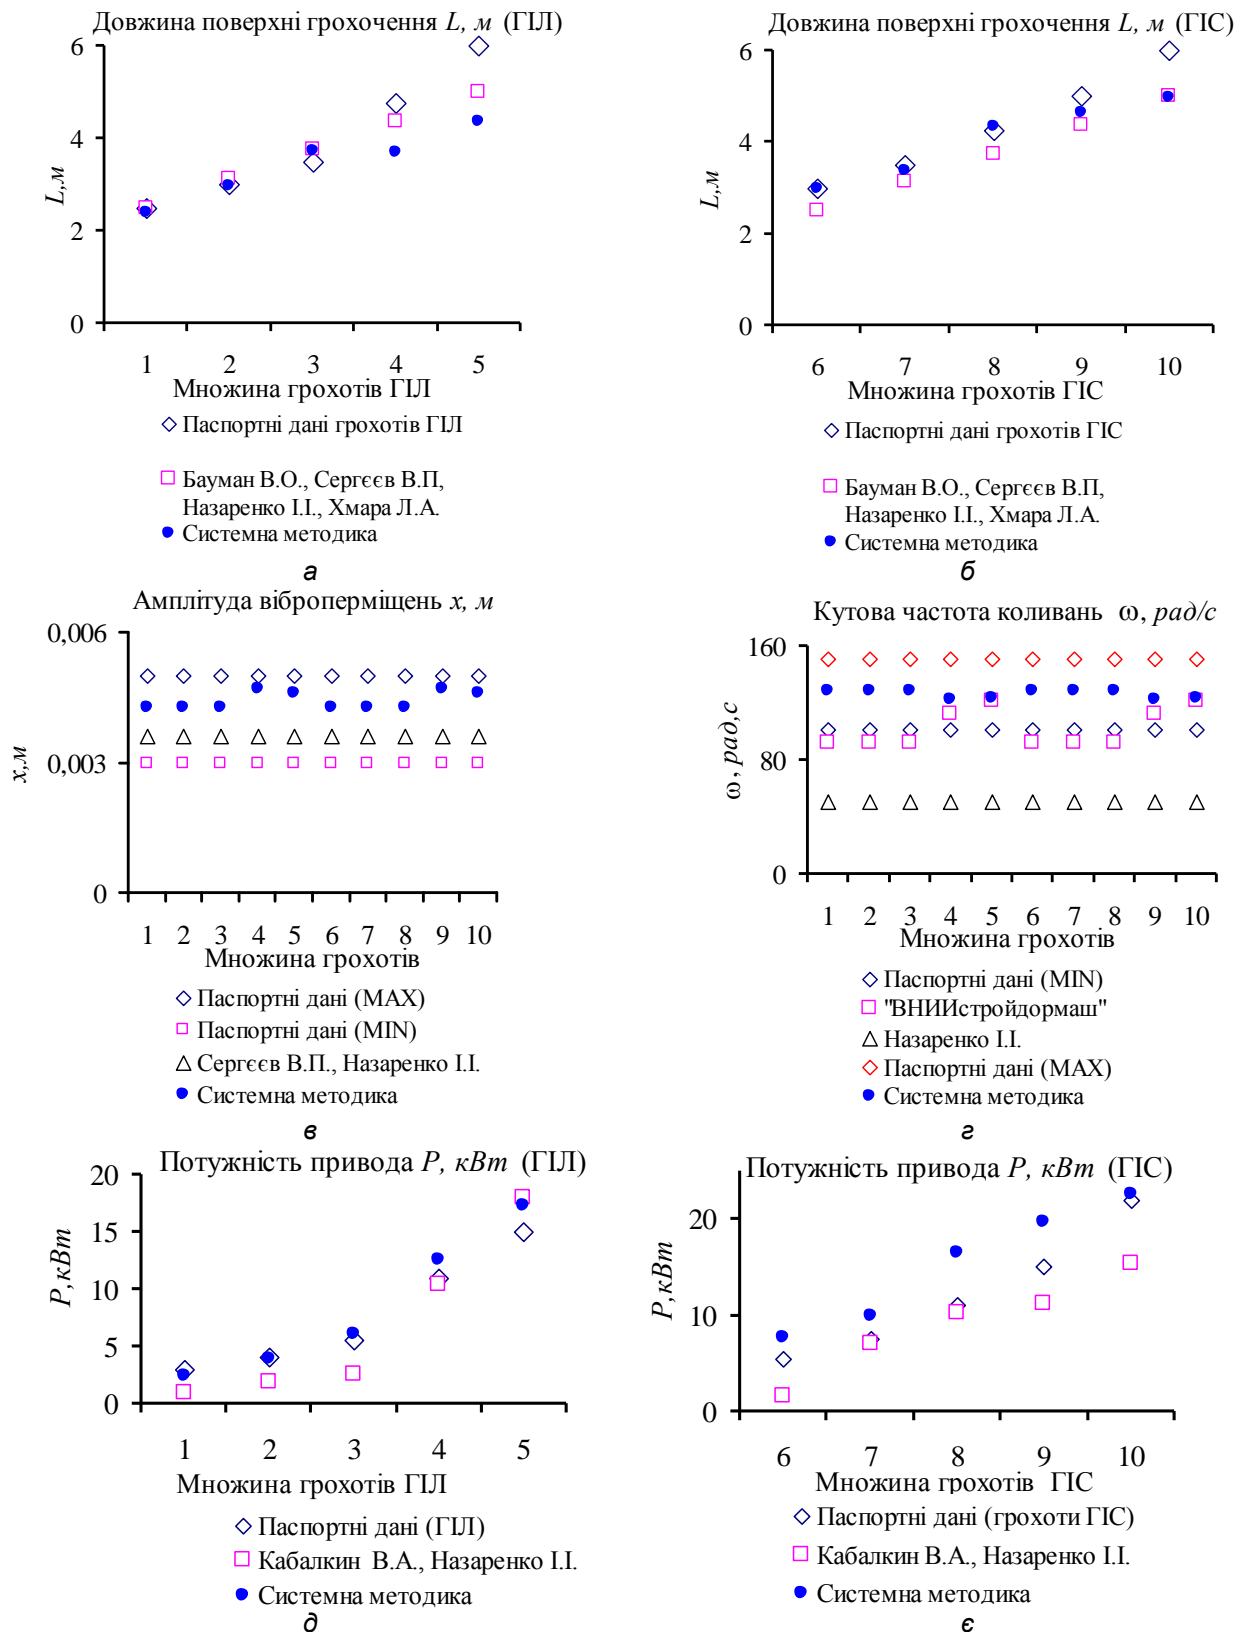 Довжина поверхні грохочення L, м (ГІЛ)
6
4
2
0
L,м
1 2 3 4 5
Множина грохотів ГІЛ
Паспортні дані грохотів ГІЛ
Бауман В.О., Сергєєв В.П,
Назаренко І.І., Хмара Л.А.
Системна методика
а
Довжина поверхні грохочення L, м (ГІС)
6
4
2
0
L,м
6 7 8 9 10
Множина грохотів ГІС
Паспортні дані грохотів ГІС
Бауман В.О., Сергєєв В.П,
Назаренко І.І., Хмара Л.А.
Системна методика
б
Амплітуда вібропермі­щень x, м
0,006
0,003
0
x,м
1 2 3 4 5 6 7 8 9 10
Множина грохотів
Паспортні дані (MAX)
Паспортні дані (MIN)
Сергєєв В.П., Назаренко І.І.
Системна методика
в
Кутова частота коливань ω, рад/с
160
80
0
ω, рад,с
1 2 3 4 5 6 7 8 9 10
Множина грохотів
Паспортні дані (MIN)
"ВНИИстройдормаш"
Назаренко І.І.
Паспортні дані (MAX)
Системна методика
г
Потужність привода P, кВт (ГІЛ)
20
15
10
5
0
P,кВт
1 2 3 4 5
Множина грохотів ГІЛ
Паспортні дані (ГІЛ)
Кабалкин В.А., Назаренко І.І.
Системна методика
д
Потужність привода P, кВт (ГІС)
20
10
0
P,кВт
6 7 8 9 10
Множина грохотів ГІС
Паспортні дані (грохоти ГІС)
Кабалкин В.А., Назаренко І.І.
Системна методика
є